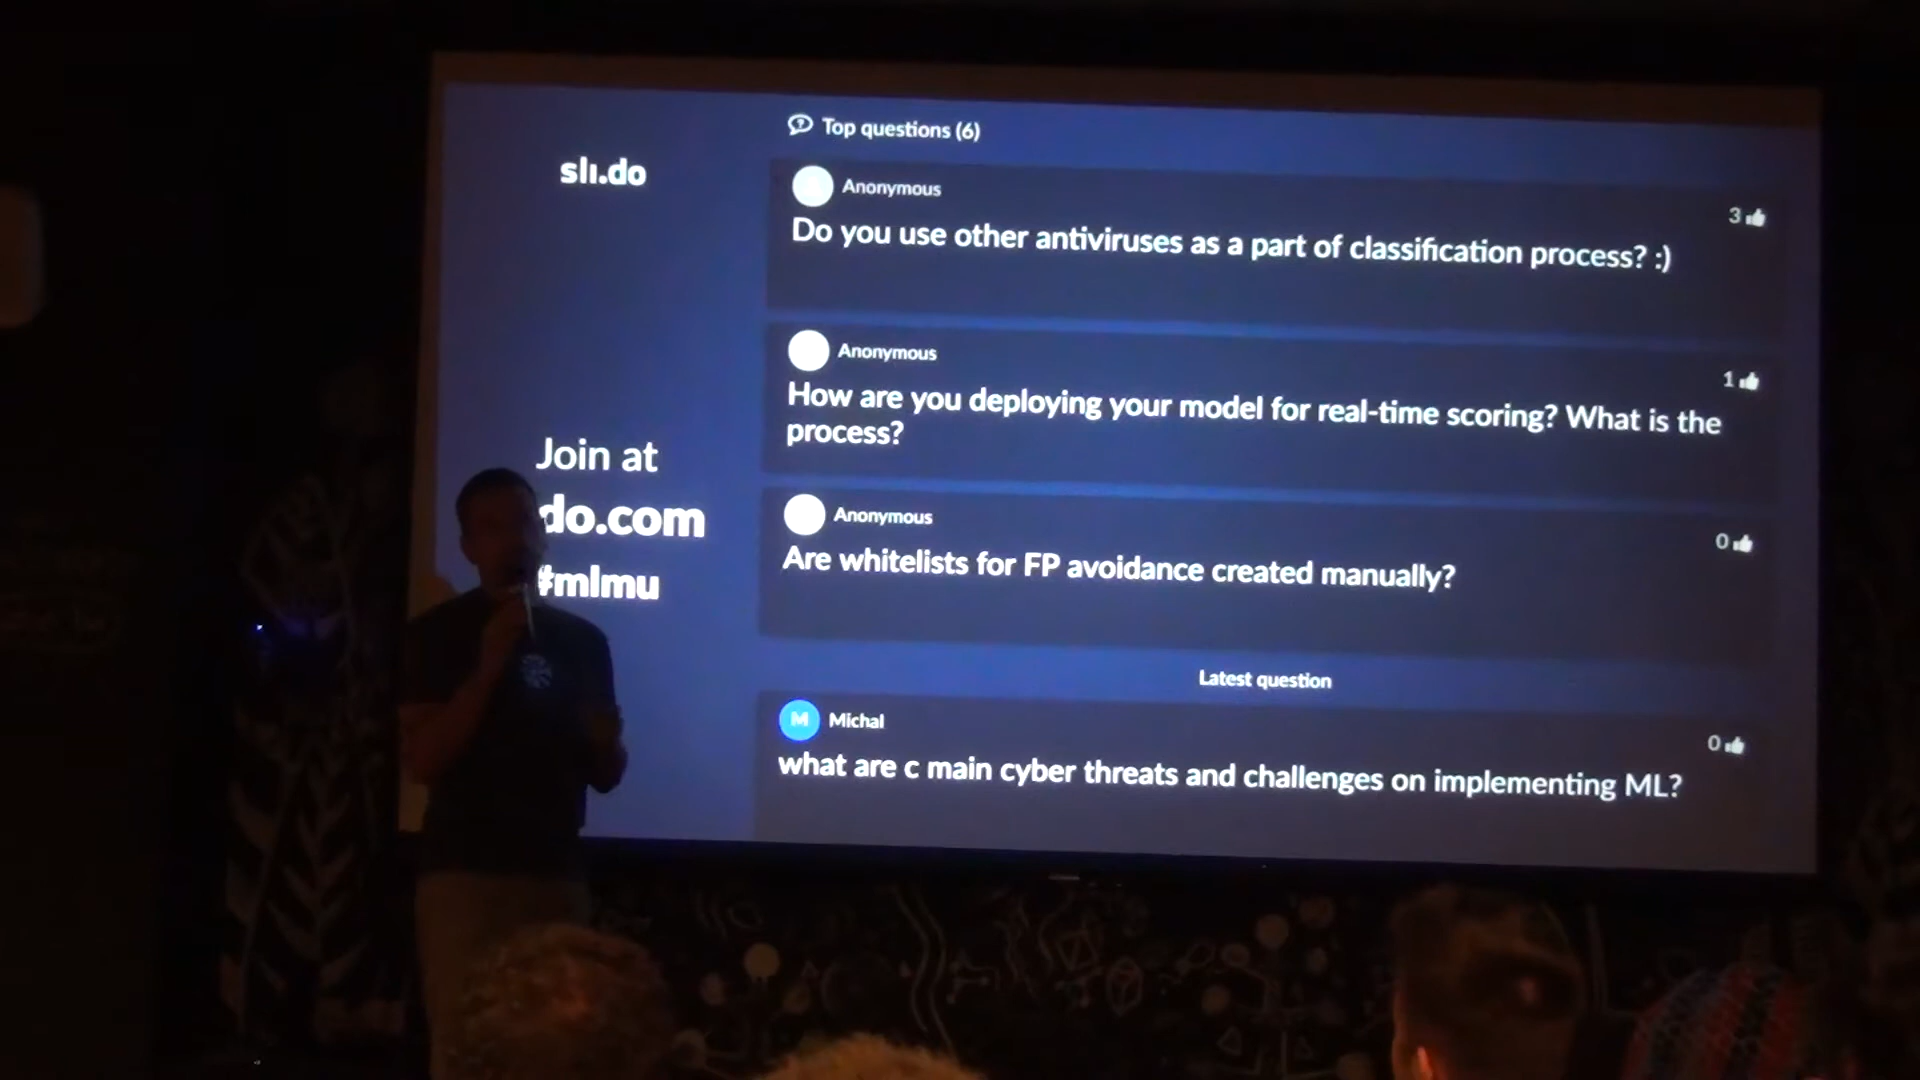 sli.do
Join at
do.com
#mlmu
Top questions (6)
Anonymous
3
Do you use other antiviruses as a part of classification process? :)
Anonymous
1
How are you deploying your model for real-time scoring? What is the
process?
Anonymous
0
Are whitelists for FP avoidance created manually?
Latest question
M Michal
0
what are c main cyber threats and challenges on implementing ML?